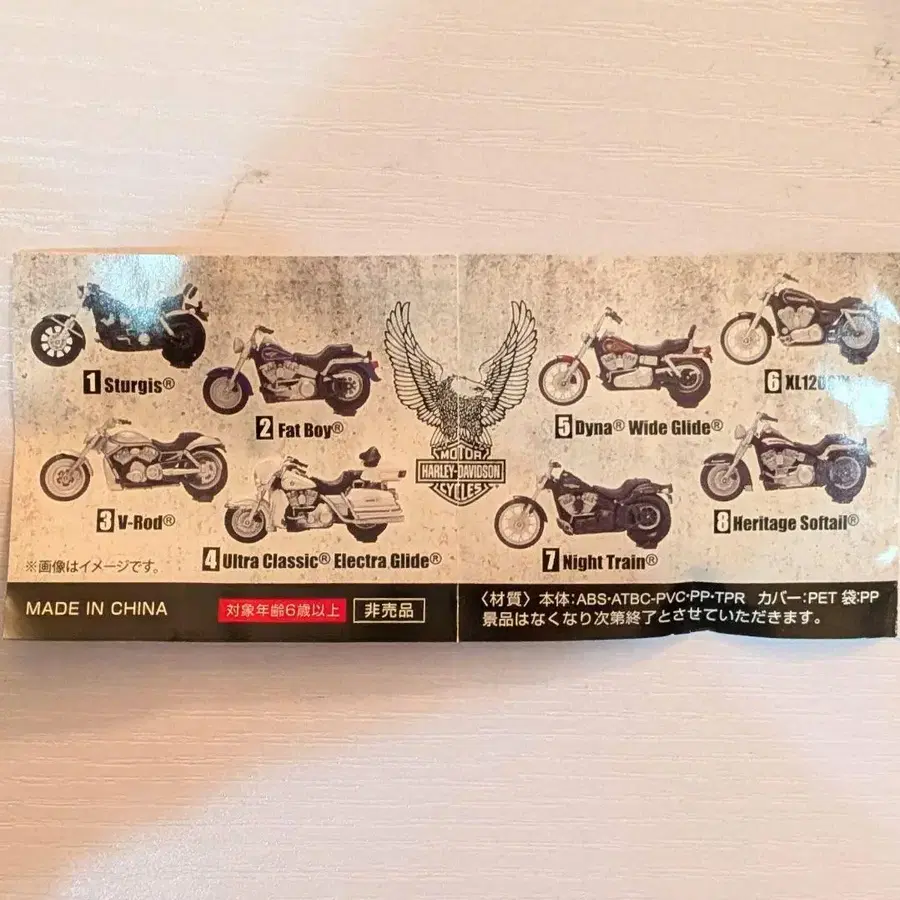 1 Sturgis®
2 Fat Boy®
3 V-Rod®
4 Ultra Classic® Electra Glide®
※画像はイメージです。
MOTOR
HARLEY-DAVIDSON
CYCLES
5 Dyna® Wide Glide®
6
7 Night Train®
8 Heritage Softail®
MADE IN CHINA
対象年齢6歳以上
非売品
〈材質〉本体:ABS・ATBC-PVC・PP・TPR カバー:PET 袋:PP
景品はなくなり次第終了とさせていただきます。